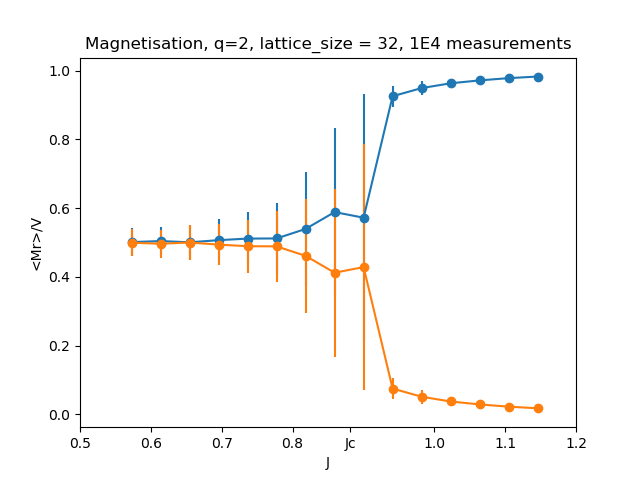 Magnetisation, q=2, lattice_size = 32, 1E4 measurements
1.0
0.8
0.6
0.4
0.2
0.0
<Mr>/V
0.5 0.6 0.7 0.8 Jc 1.0 1.1 1.2
J